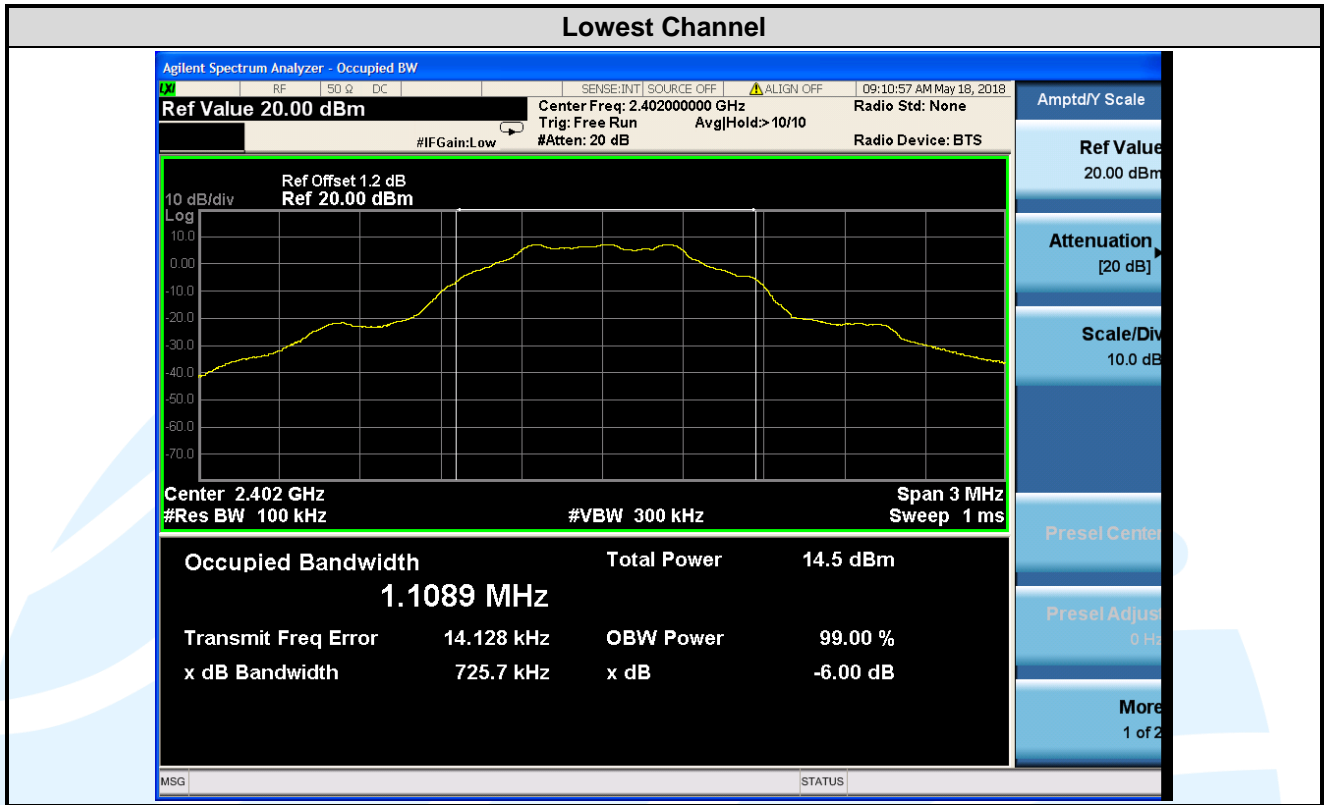 Lowest Channel
Agilent Spectrum Analyzer - Occupied BW
LXI RF 50 Ω DC SENSE:INT SOURCE OFF ALIGN OFF 09:10:57 AM May 18, 2018
Ref Value 20.00 dBm
Center Freq: 2.402000000 GHz
Radio Std: None
Trig: Free Run
Avg|Hold:>10/10
#IFGain:Low
#Atten: 20 dB
Radio Device: BTS
Ref Offset 1.2 dB
10 dB/div
Ref 20.00 dBm
Log
10.0
0.00
-10.0
-20.0
-30.0
-40.0
-50.0
-60.0
-70.0
Center 2.402 GHz
Span 3 MHz
#Res BW 100 kHz
#VBW 300 kHz
Sweep 1 ms
Occupied Bandwidth
1.1089 MHz
Total Power 14.5 dBm
Transmit Freq Error 14.128 kHz
OBW Power 99.00 %
x dB Bandwidth 725.7 kHz
x dB -6.00 dB
MSG
STATUS
Amptd/Y Scale
Ref Value
20.00 dBm
Attenuation
[20 dB]
Scale/Div
10.0 dB
Presel Center
Presel Adjust
0 Hz
More
1 of 2